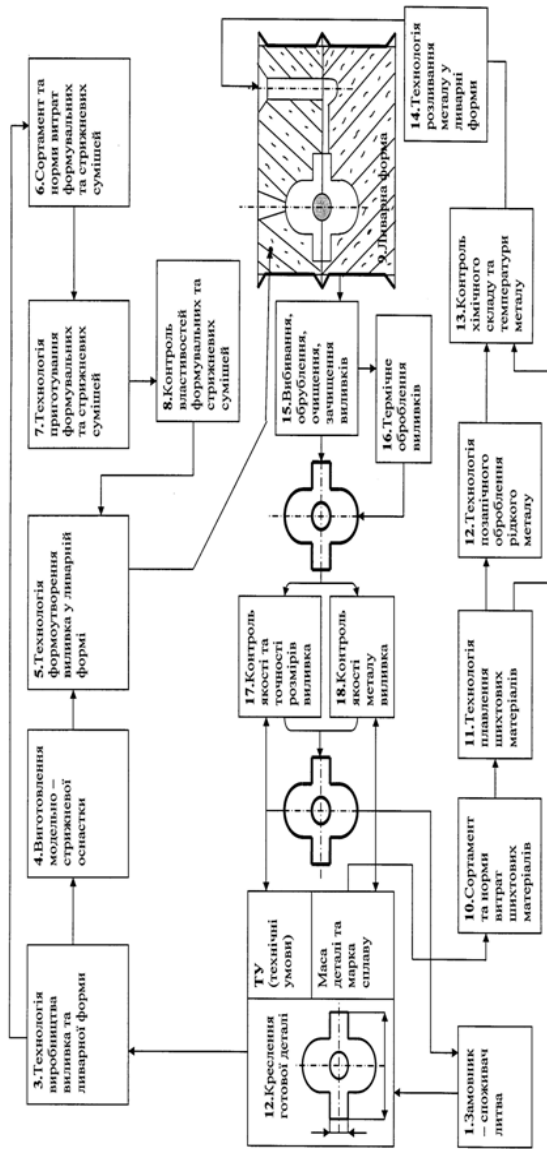 3.Технологія
виробництва
виливка та
ливарної форми
4.Виготовлення
модельно –
стрижневої
оснастки
5.Технологія
формоутворення
виливка у ливарній
формі
7.Технологія
приготування
формувальних
та стрижневих
сумішей
6.Сортамент та
норми витрат
формувальних
та стрижневих
сумішей
8.Контроль
властивостей
формувальних та
стрижневих
сумішей
12.Креслення
готової деталі
ТУ
(технічні
умови)
Маса
деталі та
марка
сплаву
17.Контроль
якості та
точності
розмірів
виливка
18.Контроль
якості
металу
виливка
15.Вибивання,
обрублення,
очищення,
зачищення
виливків
16.Термічне
оброблення
виливків
9.Ливарна форма
1.Замовник
– споживач
литва
10.Сортамент
та норми
витрат
шихтових
матеріалів
11.Технологія
плавлення
шихтових
матеріалів
12.Технологія
позапічного
оброблення
рідкого
металу
13.Контроль
хімічного
складу та
температури
металу
14.Технологія
розливання
металу у
ливарні
форми